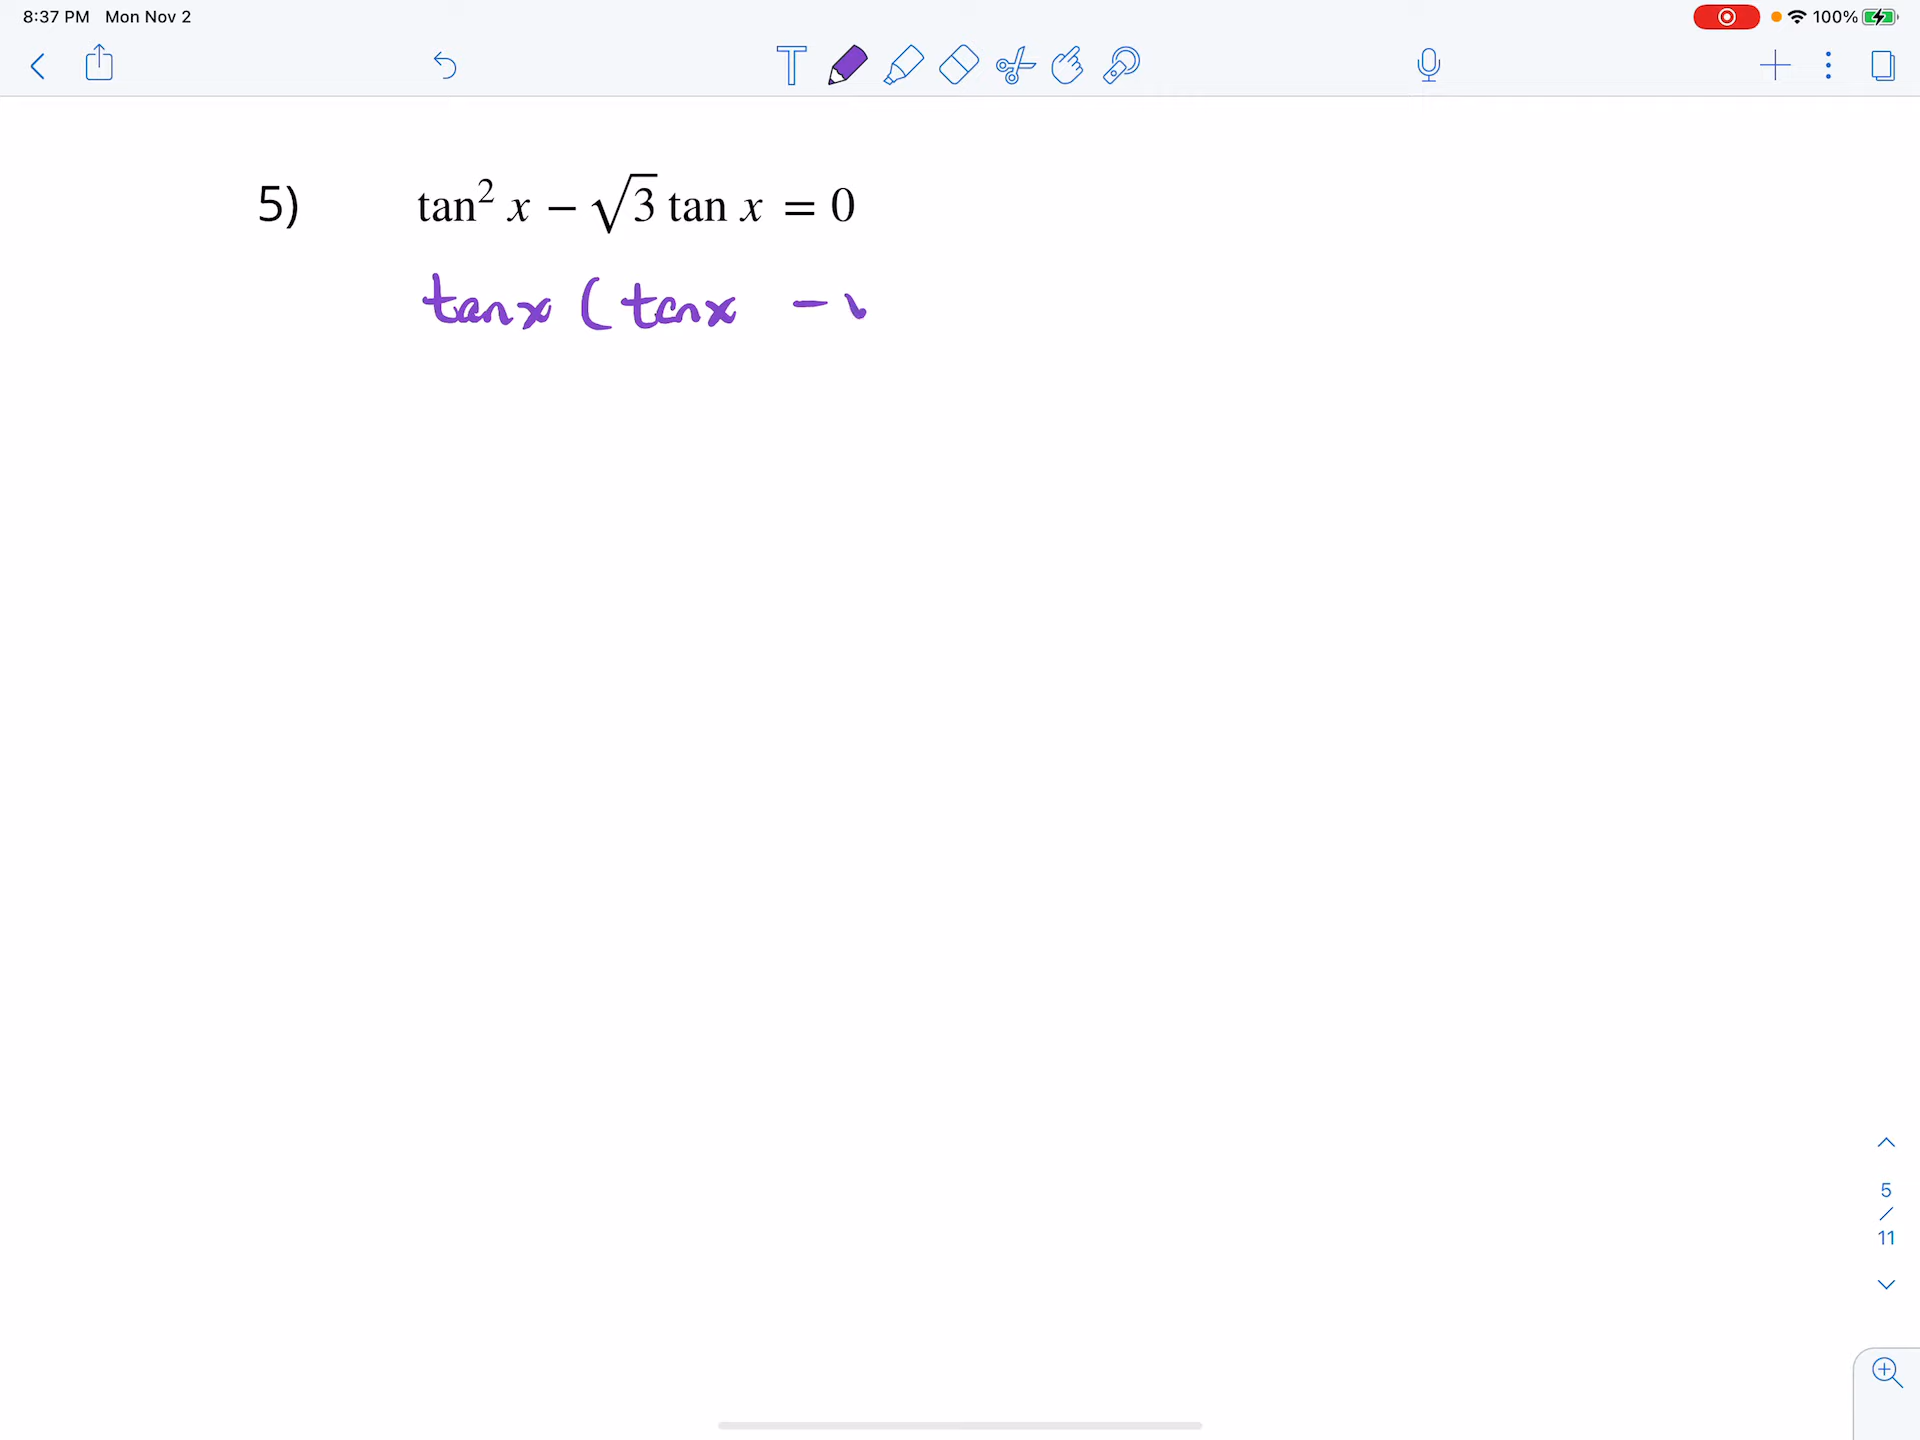 8:37 PM Mon Nov 2
100%
T
5) tan² x − √3 tan x = 0
tanx (tanx −
5
/
11